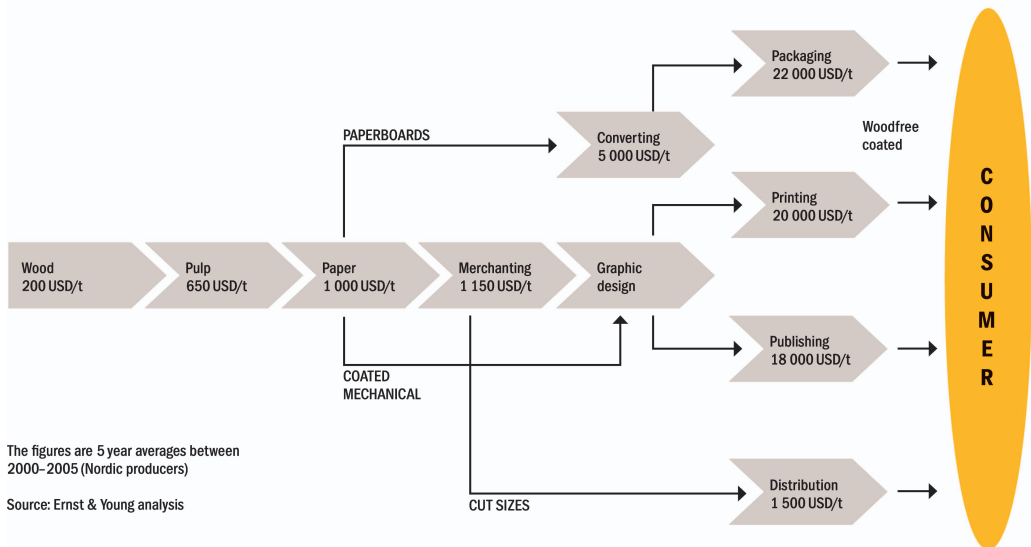 Packaging
22 000 USD/t
Woodfree
coated
PAPERBOARDS
Converting
5 000 USD/t
Printing
20 000 USD/t
Wood
200 USD/t
Pulp
650 USD/t
Paper
1 000 USD/t
Merchanting
1 150 USD/t
Graphic
design
Publishing
18 000 USD/t
COATED
MECHANICAL
CUT SIZES
Distribution
1 500 USD/t
CONSUMER
The figures are 5 year averages between
2000–2005 (Nordic producers)
Source: Ernst & Young analysis